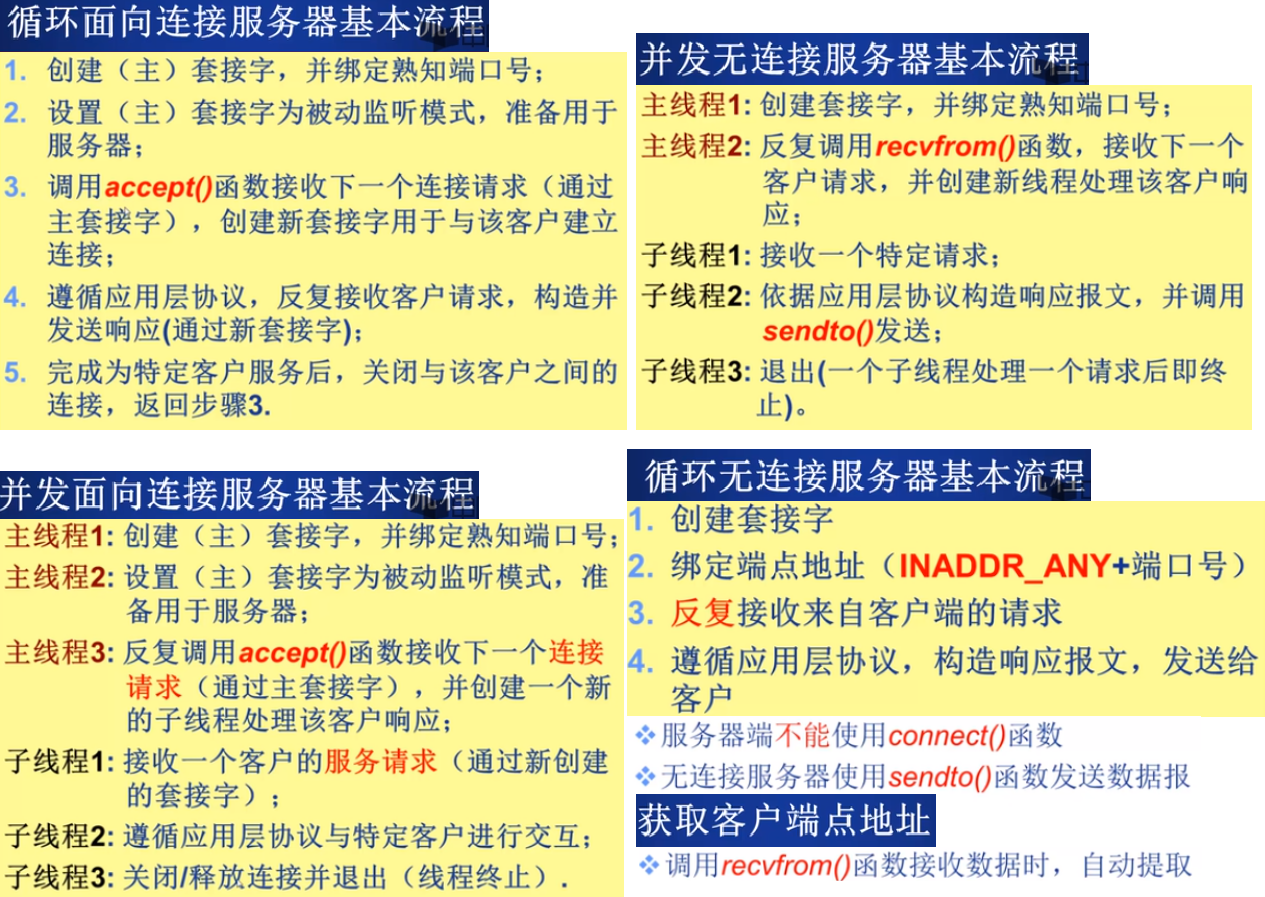 循环面向连接服务器基本流程
1. 创建（主）套接字，并绑定熟知端口号；
2. 设置（主）套接字为被动监听模式，准备用于
服务器；
3. 调用accept()函数接收下一个连接请求（通过
主套接字），创建新套接字用于与该客户建立
连接；
4. 遵循应用层协议，反复接收客户请求，构造并
发送响应(通过新套接字)；
5. 完成为特定客户服务后，关闭与该客户之间的
连接，返回步骤3.
并发无连接服务器基本流程
主线程1: 创建套接字，并绑定熟知端口号；
主线程2: 反复调用recvfrom()函数，接收下一个
客户请求，并创建新线程处理该客户响
应；
子线程1: 接收一个特定请求；
子线程2: 依据应用层协议构造响应报文，并调用
sendto()发送；
子线程3: 退出(一个子线程处理一个请求后即终
止)。
并发面向连接服务器基本流程
主线程1: 创建（主）套接字，并绑定熟知端口号；
主线程2: 设置（主）套接字为被动监听模式，准
备用于服务器；
主线程3: 反复调用accept()函数接收下一个连接
请求（通过主套接字），并创建一个新
的子线程处理该客户响应；
子线程1: 接收一个客户的服务请求（通过新创建
的套接字）；
子线程2: 遵循应用层协议与特定客户进行交互；
子线程3: 关闭/释放连接并退出（线程终止）.
循环无连接服务器基本流程
1. 创建套接字
2. 绑定端点地址（INADDR_ANY+端口号）
3. 反复接收来自客户端的请求
4. 遵循应用层协议，构造响应报文，发送给
客户
❖服务器端不能使用connect()函数
❖无连接服务器使用sendto()函数发送数据报
获取客户端点地址
❖调用recvfrom()函数接收数据时，自动提取